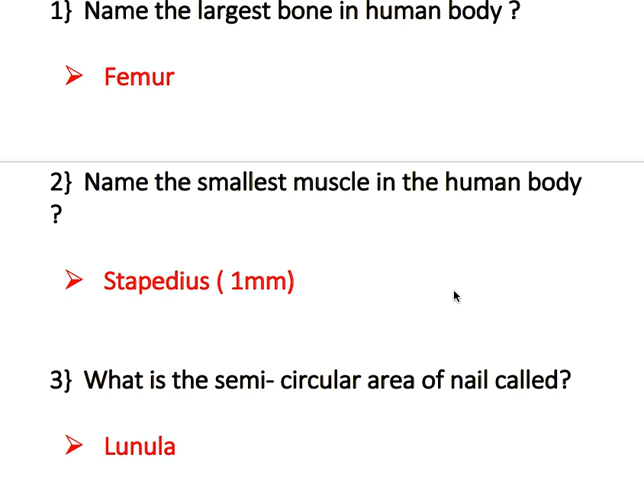 1} Name the largest bone in human body ?
➢ Femur
2} Name the smallest muscle in the human body
?
➢ Stapedius ( 1mm)
3} What is the semi- circular area of nail called?
➢ Lunula